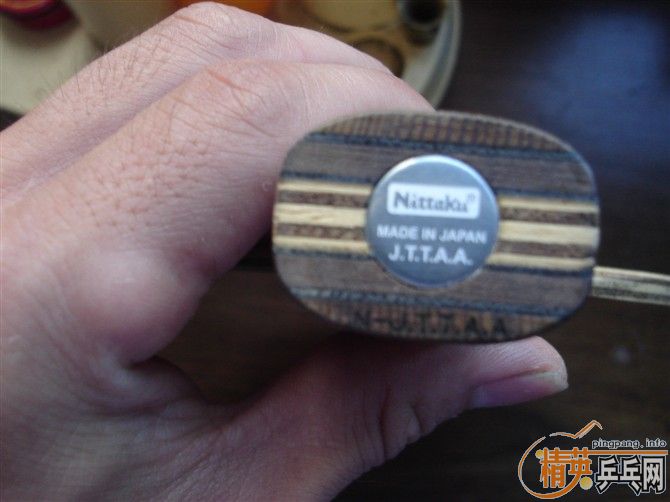 Nittaku®
MADE IN JAPAN
J.T.T.A.A.
N-J.T.T.A.A
pingpang.info
精英乒乓网